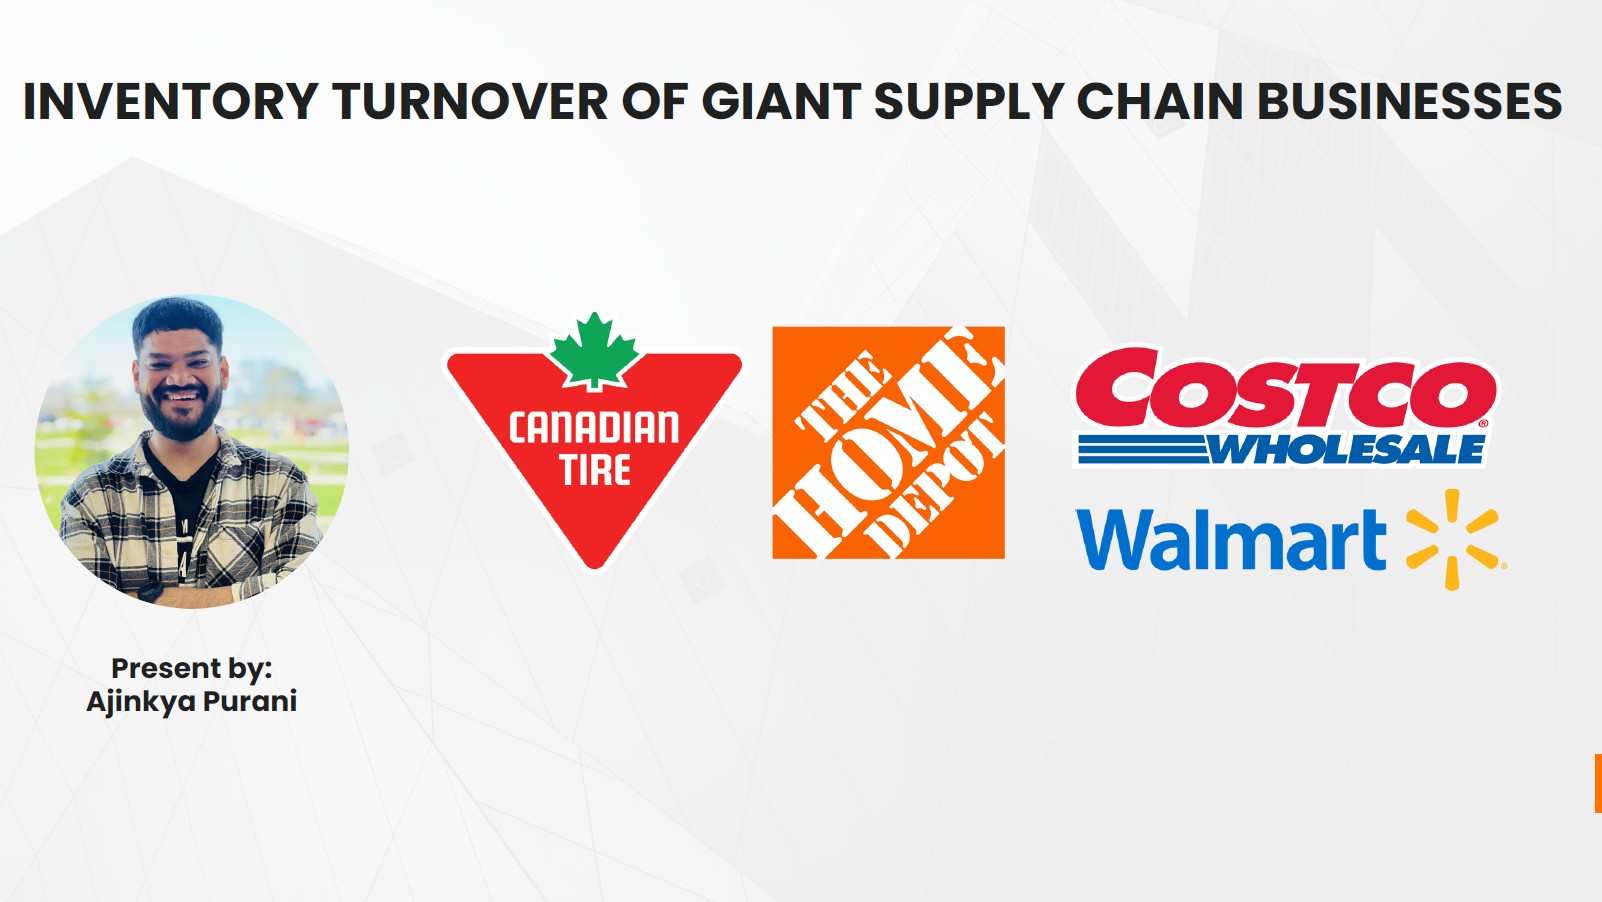 INVENTORY TURNOVER OF GIANT SUPPLY CHAIN BUSINESSES
CANADIAN
TIRE
THE
HOME
DEPOT
COSTCO
WHOLESALE
Walmart
Present by:
Ajinkya Purani